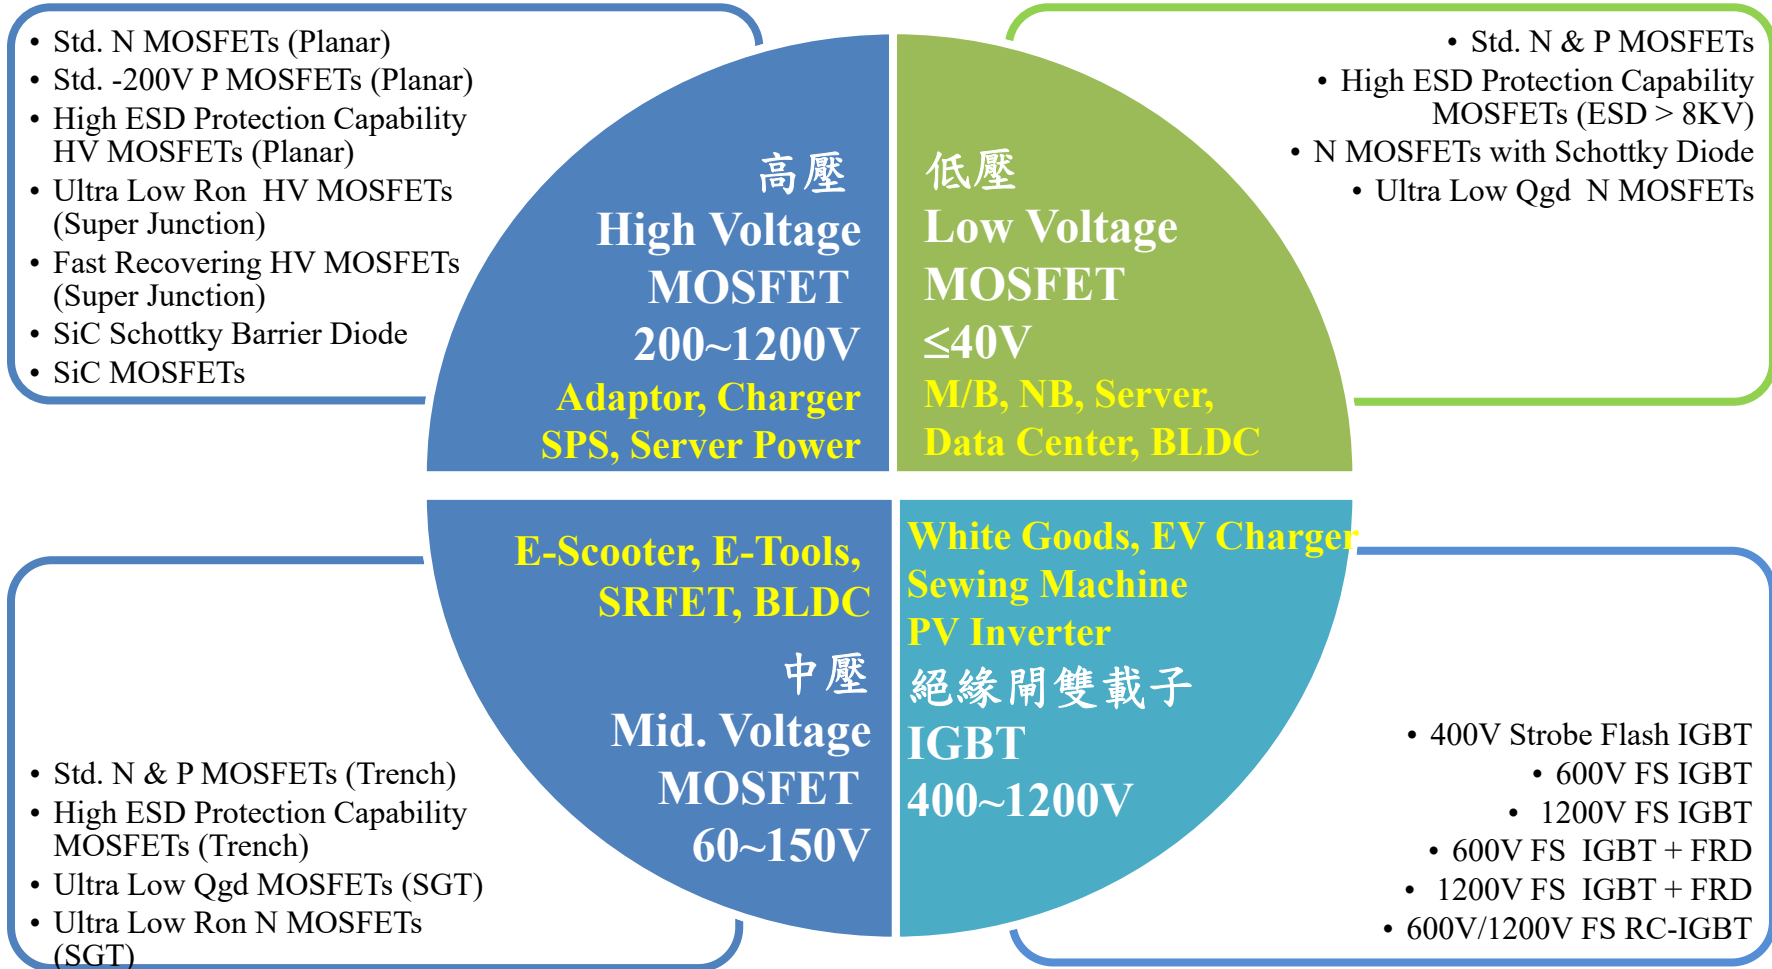 • Std. N MOSFETs (Planar)
• Std. -200V P MOSFETs (Planar)
• High ESD Protection Capability
HV MOSFETs (Planar)
• Ultra Low Ron  HV MOSFETs
(Super Junction)
• Fast Recovering HV MOSFETs
(Super Junction)
• SiC Schottky Barrier Diode
• SiC MOSFETs
高壓
High Voltage
MOSFET
200~1200V
Adaptor, Charger
SPS, Server Power
低壓
Low Voltage
MOSFET
≤40V
M/B, NB, Server,
Data Center, BLDC
• Std. N & P MOSFETs
• High ESD Protection Capability
MOSFETs (ESD > 8KV)
• N MOSFETs with Schottky Diode
• Ultra Low Qgd  N MOSFETs
E-Scooter, E-Tools,
SRFET, BLDC
中壓
Mid. Voltage
MOSFET
60~150V
• Std. N & P MOSFETs (Trench)
• High ESD Protection Capability
MOSFETs (Trench)
• Ultra Low Qgd MOSFETs (SGT)
• Ultra Low Ron N MOSFETs
(SGT)
White Goods, EV Charger
Sewing Machine
PV Inverter
絕緣閘雙載子
IGBT
400~1200V
• 400V Strobe Flash IGBT
• 600V FS IGBT
• 1200V FS IGBT
• 600V FS  IGBT + FRD
• 1200V FS  IGBT + FRD
• 600V/1200V FS RC-IGBT